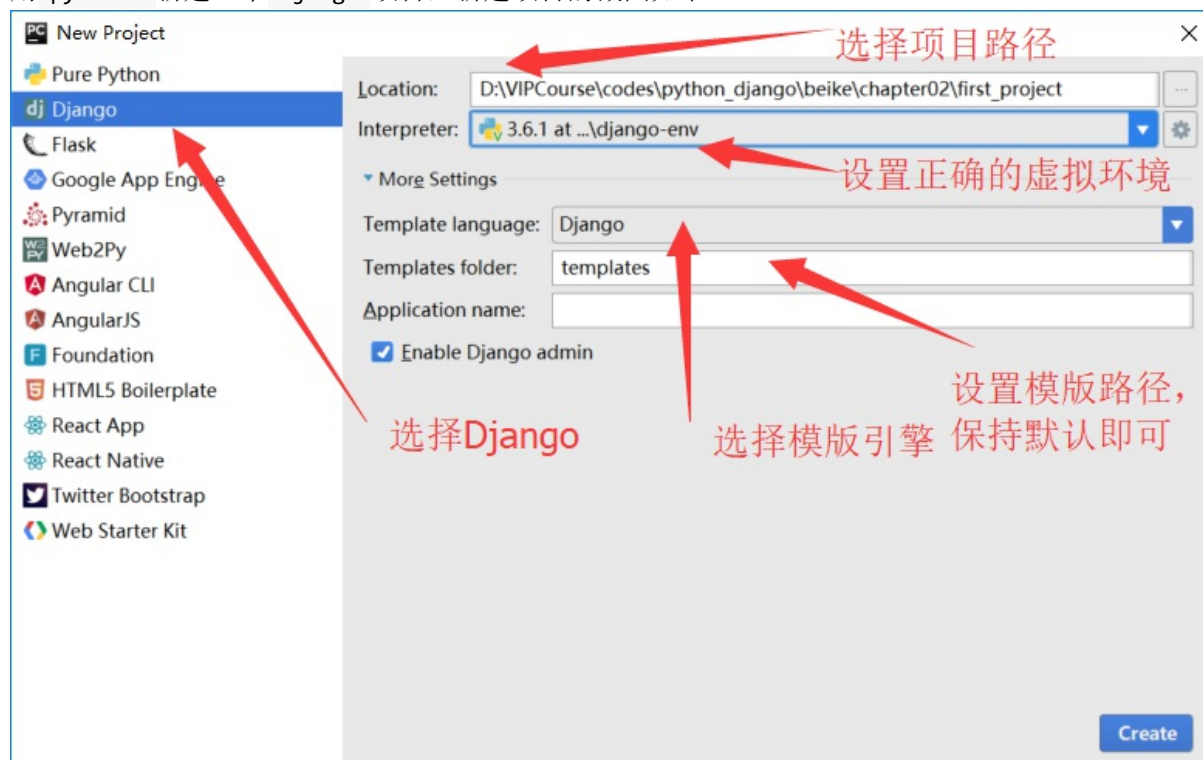 New Project
选择项目路径
Pure Python
Django
Flask
Google App Engine
Pyramid
Web2Py
Angular CLI
AngularJS
Foundation
HTML5 Boilerplate
React App
React Native
Twitter Bootstrap
Web Starter Kit
选择Django
Location: D:\VIPCourse\codes\python_django\beike\chapter02\first_project
Interpreter: 3.6.1 at ...\django-env
设置正确的虚拟环境
More Settings
Template language: Django
Templates folder: templates
Application name:
Enable Django admin
选择模版引擎
设置模版路径，
保持默认即可
Create